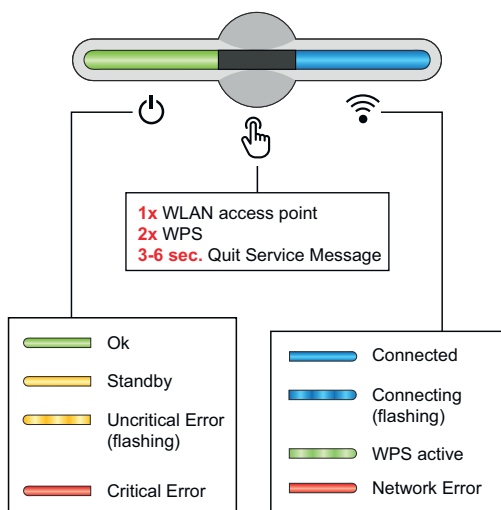 1x WLAN access point
2x WPS
3-6 sec. Quit Service Message
Ok
Standby
Uncritical Error
(flashing)
Critical Error
Connected
Connecting
(flashing)
WPS active
Network Error